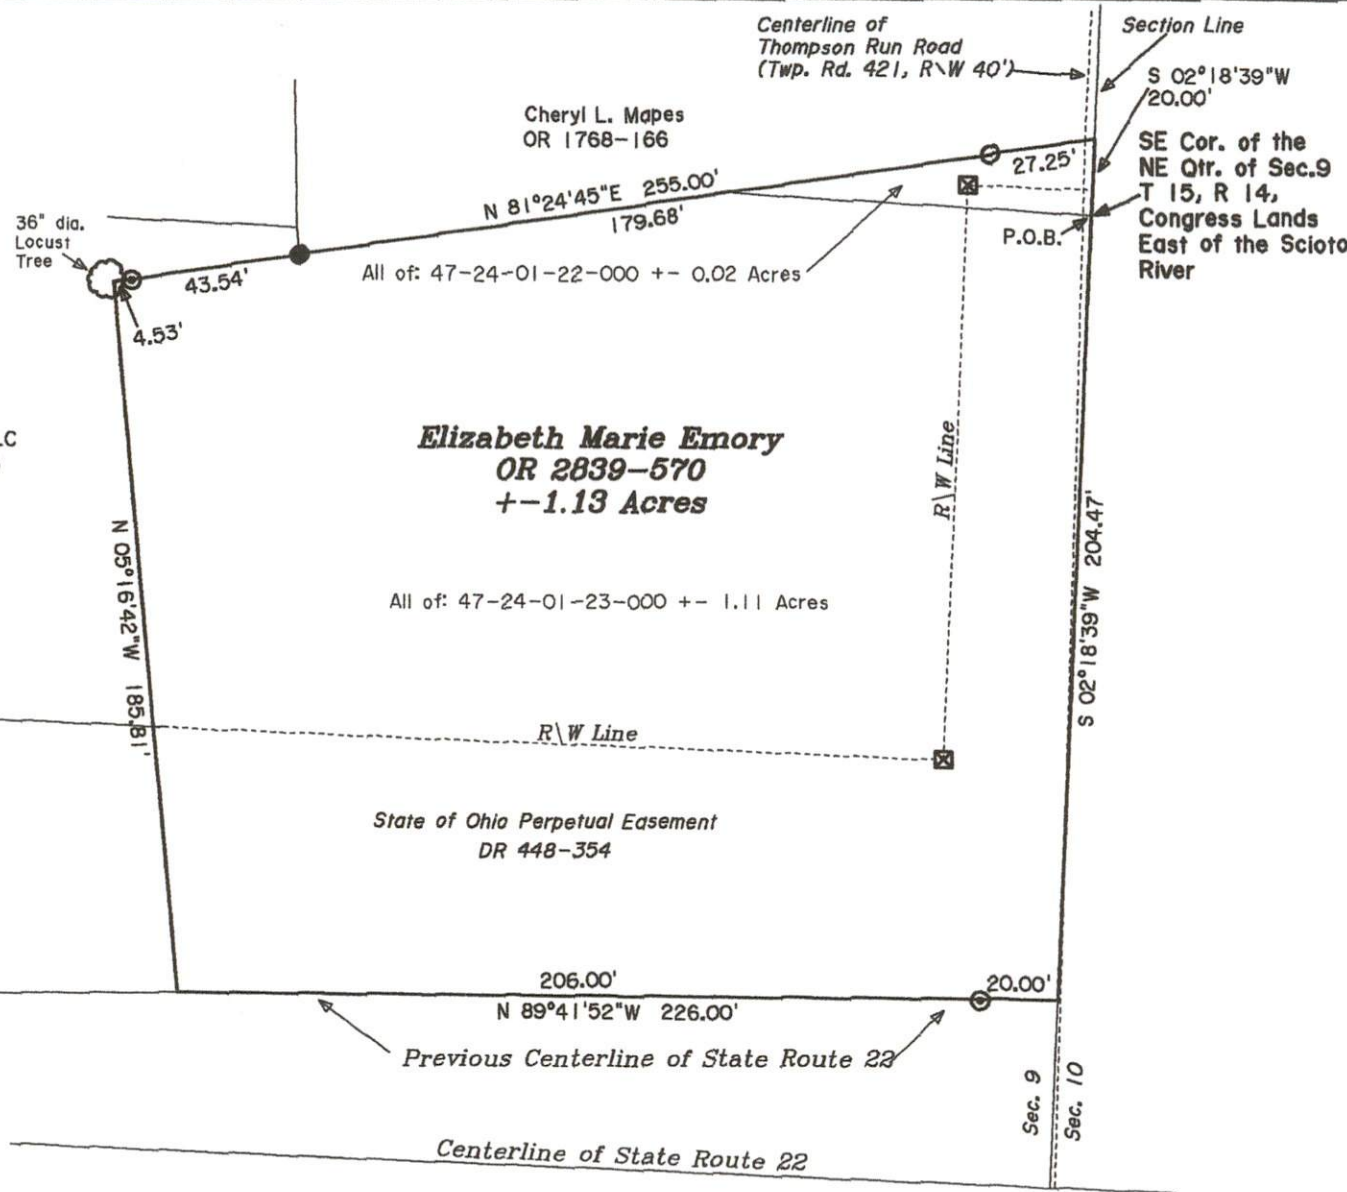 Centerline of
Thompson Run Road
(Twp. Rd. 421, R\W 40')
Section Line
S 02°18'39"W
20.00'
Cheryl L. Mapes
OR 1768-166
27.25'
SE Cor. of the
NE Qtr. of Sec.9
T 15, R 14,
Congress Lands
East of the Scioto
River
P.O.B.
N 81°24'45"E 255.00'
179.68'
36" dia.
Locust
Tree
43.54'
4.53'
All of: 47-24-01-22-000 +- 0.02 Acres
Elizabeth Marie Emory
OR 2839-570
+-1.13 Acres
R\W Line
N 05°16'42"W 185.81'
S 02°18'39"W 204.47'
All of: 47-24-01-23-000 +- 1.11 Acres
R\W Line
State of Ohio Perpetual Easement
DR 448-354
206.00'
20.00'
N 89°41'52"W 226.00'
Previous Centerline of State Route 22
Sec. 9
Sec. 10
Centerline of State Route 22